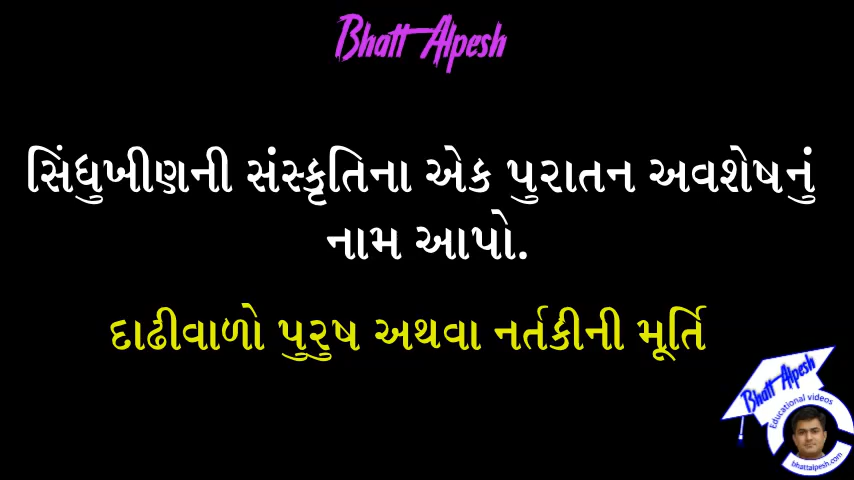 Bhatt Alpesh
સિંધુખીણની સંસ્કૃતિના એક પુરાતન અવશેષનું
નામ આપો.
દાઢીવાળો પુરુષ અથવા નર્તકીની મૂર્તિ
Bhatt Alpesh
Educational videos
bhattalpesh.com